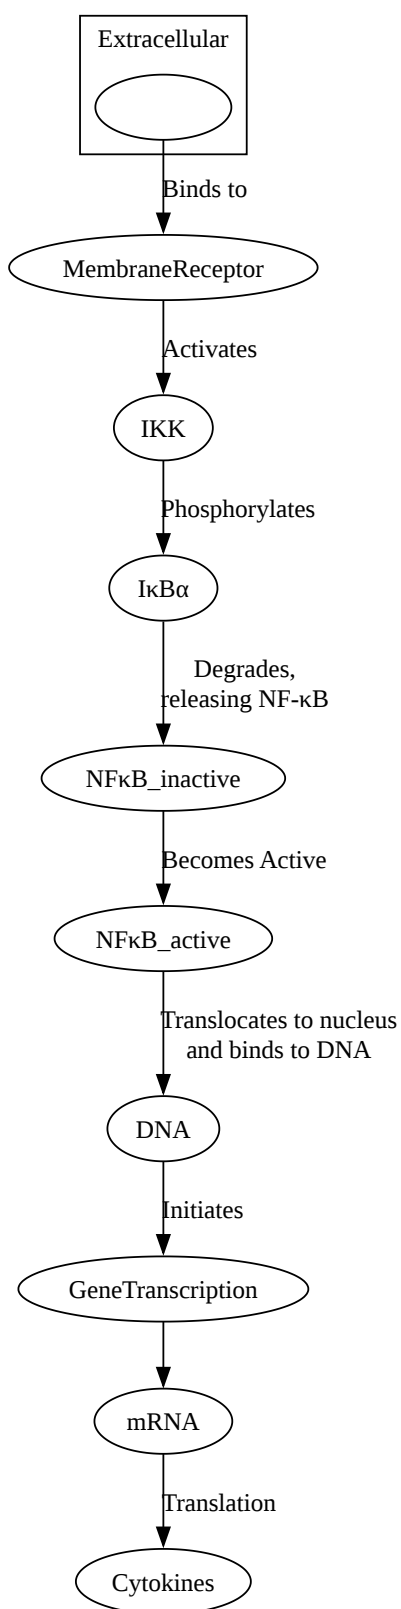 Extracellular
Binds to
MembraneReceptor
Activates
IKK
Phosphorylates
IκBα
Degrades,
releasing NF-κB
NFκB_inactive
Becomes Active
NFκB_active
Translocates to nucleus
and binds to DNA
DNA
Initiates
GeneTranscription
mRNA
Translation
Cytokines